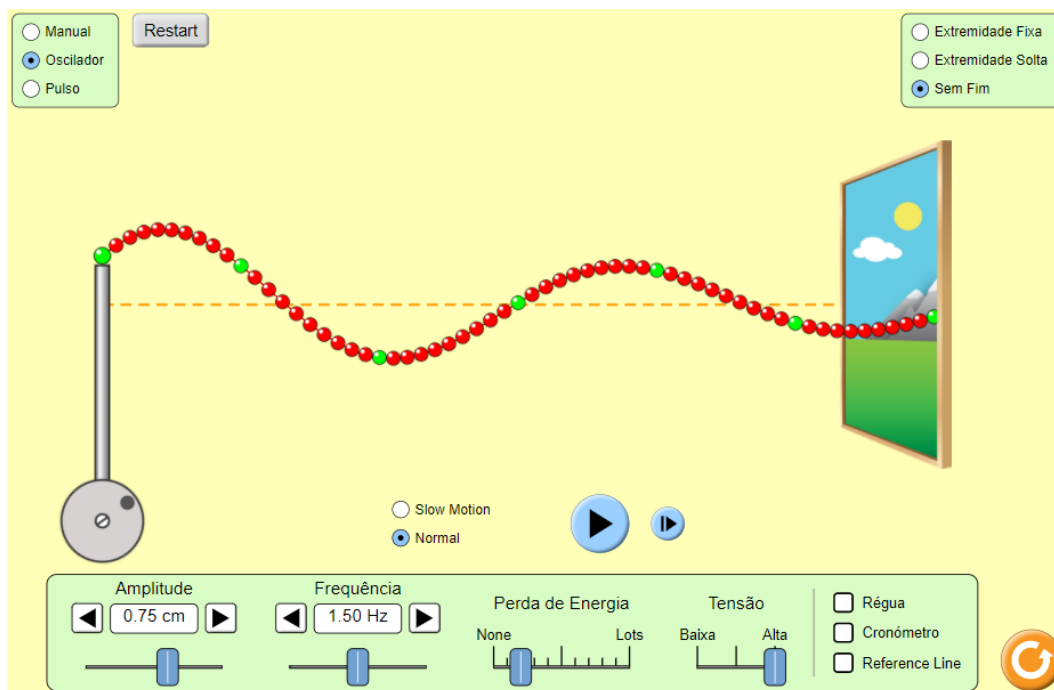 Manual
Oscilador
Pulso
Restart
Extremidade Fixa
Extremidade Solta
Sem Fim
Slow Motion
Normal
Amplitude
0.75 cm
Frequência
1.50 Hz
Perda de Energia
None
Lots
Tensão
Baixa
Alta
Régua
Cronómetro
Reference Line